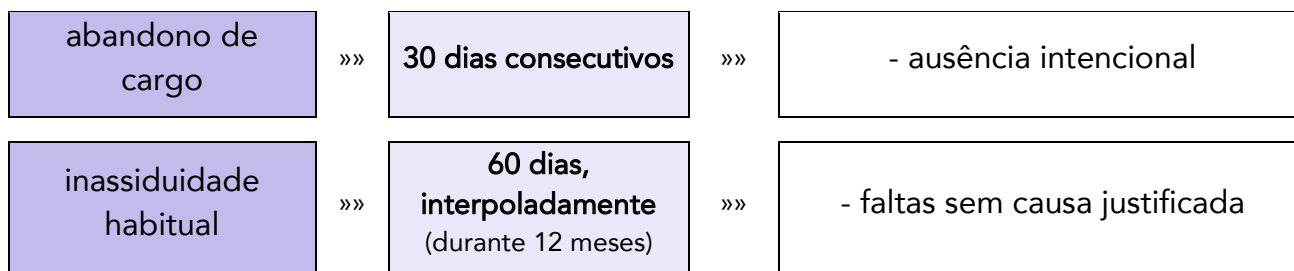 abandono de
cargo
»»
30 dias consecutivos
»»
- ausência intencional
inassiduidade
habitual
»»
60 dias,
interpoladamente
(durante 12 meses)
»»
- faltas sem causa justificada